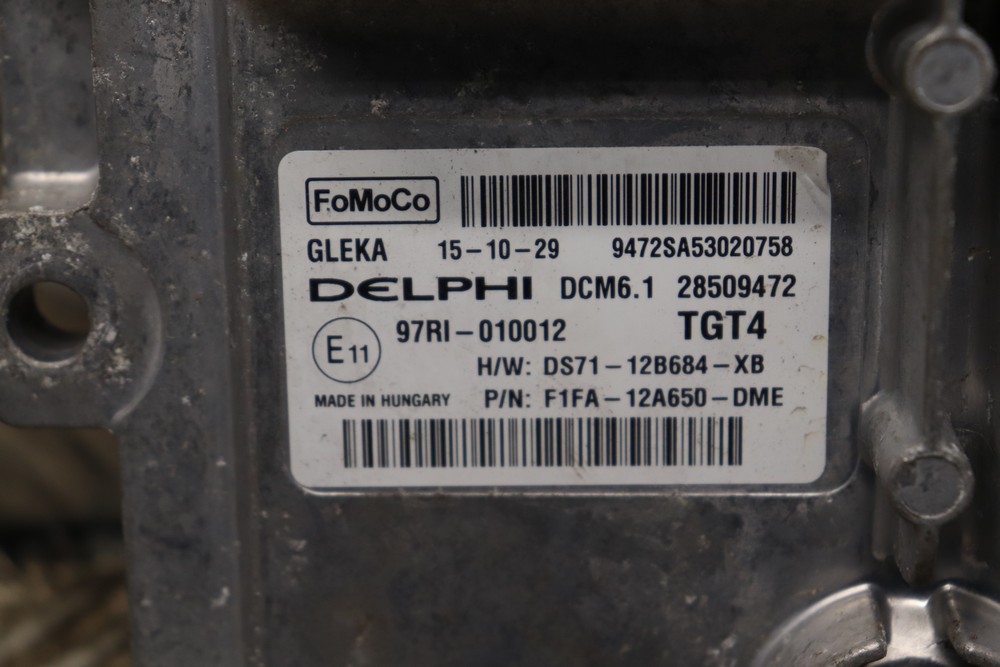 FoMoCo
GLEKA 15-10-29 9472SA53020758
DELPHI DCM6.1 28509472
E11 97RI-010012 TGT4
H/W: DS71-12B684-XB
MADE IN HUNGARY P/N: F1FA-12A650-DME